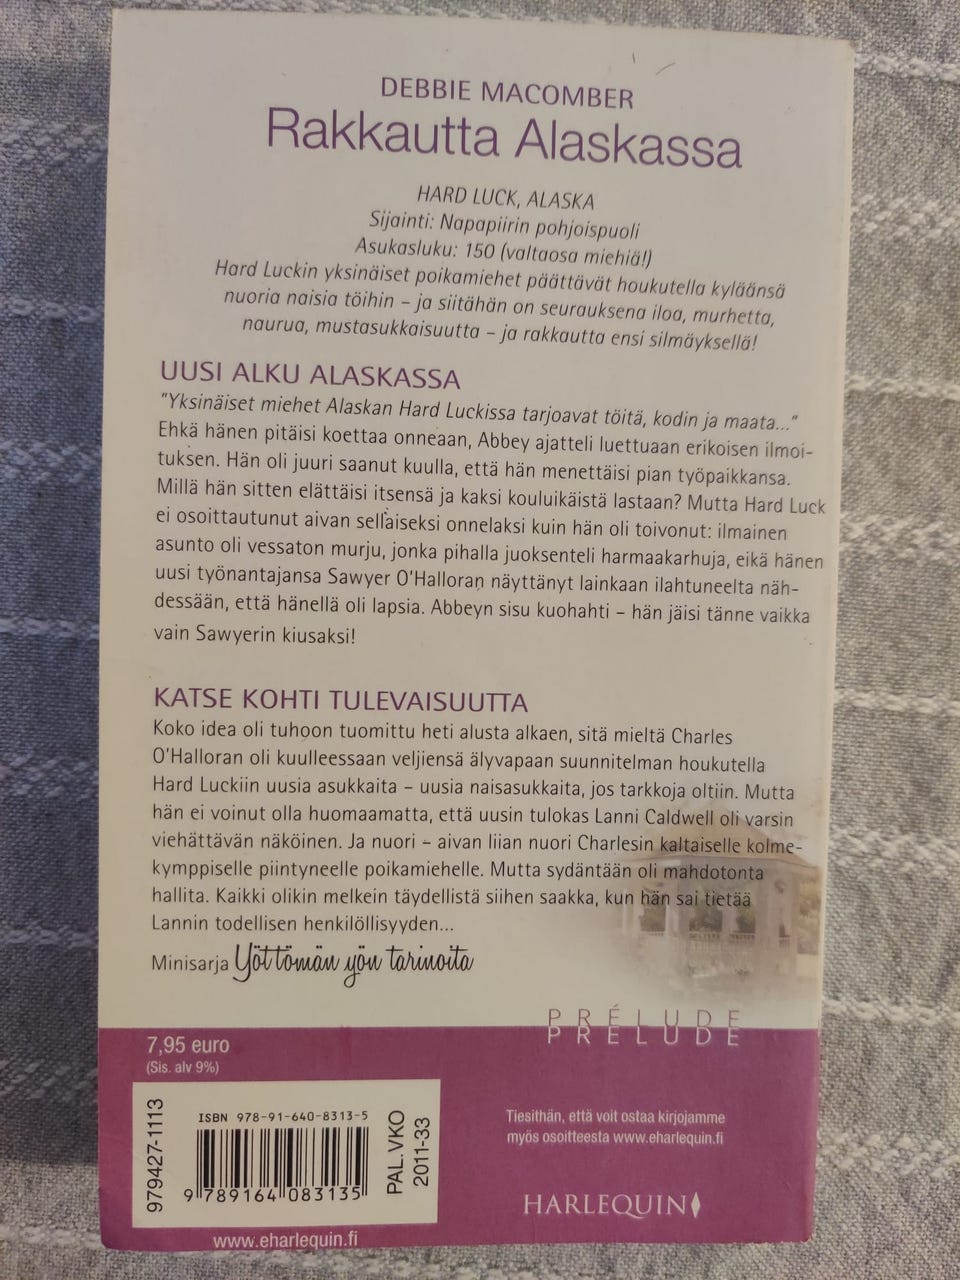 DEBBIE MACOMBER
Rakkautta Alaskassa
HARD LUCK, ALASKA
Sijainti: Napapiirin pohjoispuoli
Asukasluku: 150 (valtaosa miehiä!)
Hard Luckin yksinäiset poikamiehet päättävät houkutella kyläänsä
nuoria naisia töihin – ja siitähän on seurauksena iloa, murhetta,
naurua, mustasukkaisuutta – ja rakkautta ensi silmäyksellä!
UUSI ALKU ALASKASSA
"Yksinäiset miehet Alaskan Hard Luckissa tarjoavat töitä, kodin ja maata..."
Ehkä hänen pitäisi koettaa onneaan, Abbey ajatteli luettuaan erikoisen ilmoi-
tuksen. Hän oli juuri saanut kuulla, että hän menettäisi pian työpaikkansa.
Millä hän sitten elättäisi itsensä ja kaksi kouluikäistä lastaan? Mutta Hard Luck
ei osoittautunut aivan sellaiseksi onnelaksi kuin hän oli toivonut: ilmainen
asunto oli vessaton murju, jonka pihalla juoksenteli harmaakarhuja, eikä hänen
uusi työnantajansa Sawyer O'Halloran näyttänyt lainkaan ilahtuneelta näh-
dessään, että hänellä oli lapsia. Abbeyn sisu kuohahti – hän jäisi tänne vaikka
vain Sawyerin kiusaksi!
KATSE KOHTI TULEVAISUUTTA
Koko idea oli tuhoon tuomittu heti alusta alkaen, sitä mieltä Charles
O'Halloran oli kuulleessaan veljiensä älyvapaan suunnitelman houkutella
Hard Luckiin uusia asukkaita – uusia naisasukkaita, jos tarkkoja oltiin. Mutta
hän ei voinut olla huomaamatta, että uusin tulokas Lanni Caldwell oli varsin
viehättävän näköinen. Ja nuori – aivan liian nuori Charlesin kaltaiselle kolme-
kymppiselle piintyneelle poikamiehelle. Mutta sydäntään oli mahdotonta
hallita. Kaikki olikin melkein täydellistä siihen saakka, kun hän sai tietää
Lannin todellisen henkilöllisyyden...
Minisarja Yöttömän yön tarinoita
PRÉLUDE
PRÉLUDE
7,95 euro
(Sis. alv 9%)
979427-1113
ISBN 978-91-640-8313-5
9 789164 083135
PAL.VKO
2011-33
www.eharlequin.fi
Tiesithän, että voit ostaa kirjojamme
myös osoitteesta www.eharlequin.fi
HARLEQUIN